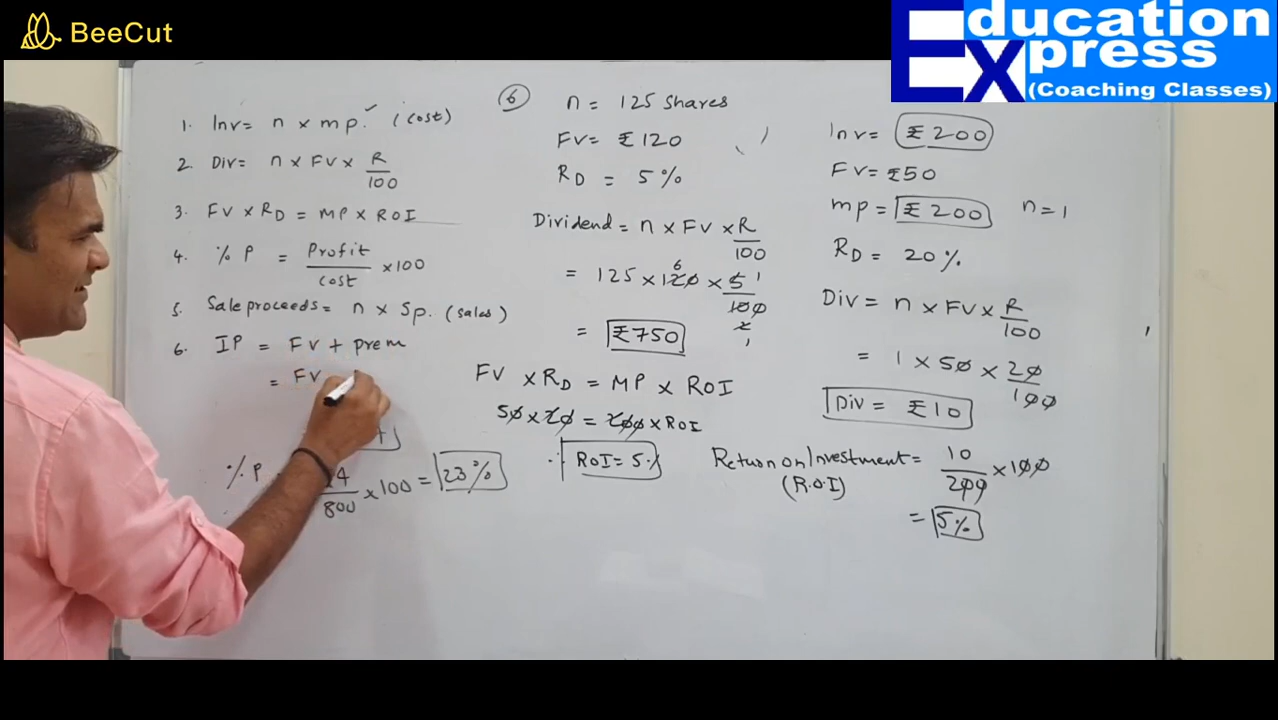 BeeCut
Education
Express
(Coaching Classes)
1. Inv = n x mp. (cost)
2. Div = n x FV x R/100
3. FV x RD = MP x ROI
4. % P = Profit/cost x 100
5. Sale proceeds = n x Sp. (sales)
6. IP = FV + prem
= FV
% P
800 x 100 = 23%
6
n = 125 shares
FV = ₹120
RD = 5%
Dividend = n x FV x R/100
= 125 x 120 x 5/100
= ₹750
FV x RD = MP x ROI
50 x 20 = 200 x ROI
∴ ROI = 5%
Inv = ₹200
FV = ₹50
mp = ₹200 n = 1
RD = 20%
Div = n x FV x R/100
= 1 x 50 x 20/100
Div = ₹10
Return on Investment = 10/200 x 100
(R.O.I)
= 5%